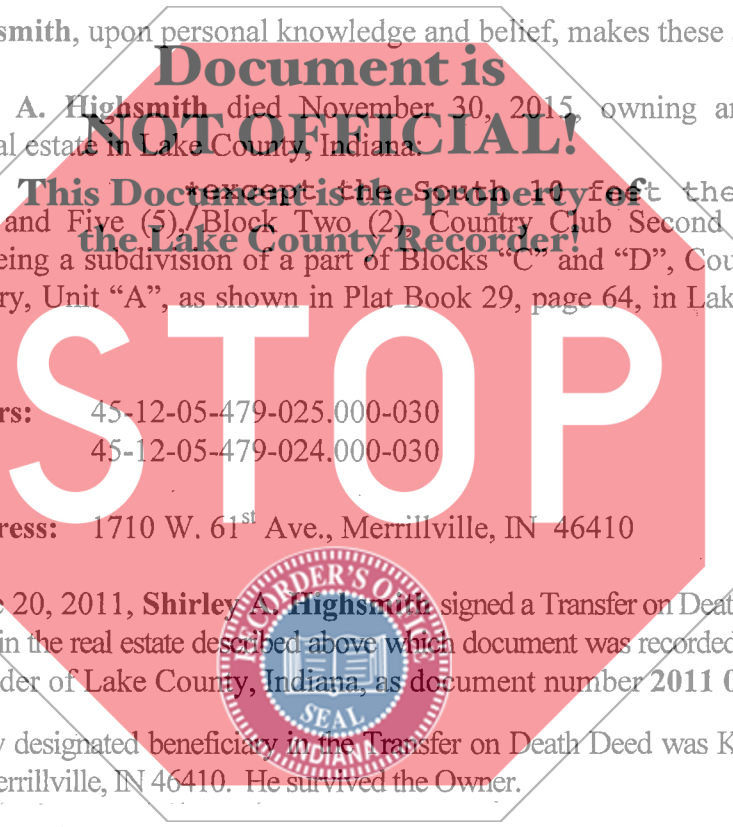 smith, upon personal knowledge and belief, makes these
Document is
A. Highsmith died November 30, 2015, owning
NOT OFFICIAL!
al estate in Lake County, Indiana:
This Document is the property of
*except the South 10 feet the
and Five (5),/Block Two (2), Country Club Second
the Lake County Recorder!
eing a subdivision of a part of Blocks “C” and “D”, Cou
ry, Unit “A”, as shown in Plat Book 29, page 64, in Lak
STOP
rs: 45-12-05-479-025.000-030
45-12-05-479-024.000-030
ress: 1710 W. 61st Ave., Merrillville, IN 46410
RECORDER'S OFFICE
e 20, 2011, Shirley A. Highsmith signed a Transfer on Deat
in the real estate described above which document was recorded
der of Lake County, Indiana, as document number 2011 0
SEAL
y designated beneficiary in the Transfer on Death Deed was K
INDIANA
errillville, IN 46410. He survived the Owner.